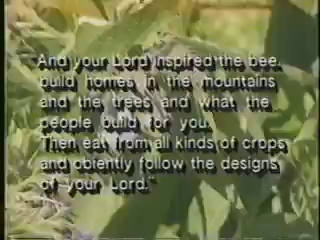 And your Lord inspired the bee,
build homes in the mountains
and the trees and what the
people build for you.
Then eat from all kinds of crops
and obiently follow the designs
of your Lord."